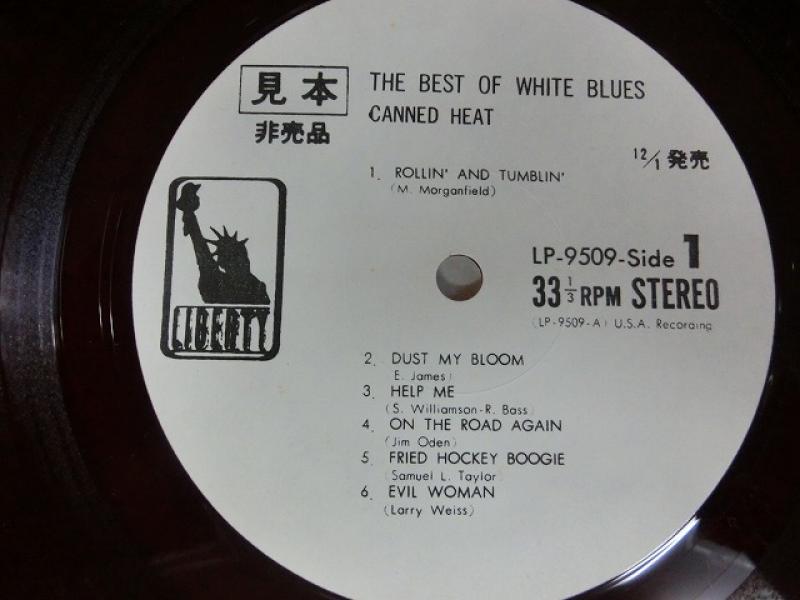 見本
非売品
THE BEST OF WHITE BLUES
CANNED HEAT
12/1 発売
1. ROLLIN' AND TUMBLIN'
(M. Morganfield)
LIBERTY
LP-9509-Side 1
33 1/3 RPM STEREO
(LP-9509-A) U.S.A. Recording
2. DUST MY BLOOM
E. James)
3. HELP ME
(S. Williamson-R. Bass)
4. ON THE ROAD AGAIN
(Jim Oden)
5. FRIED HOCKEY BOOGIE
(Samuel L. Taylor)
6. EVIL WOMAN
(Larry Weiss)